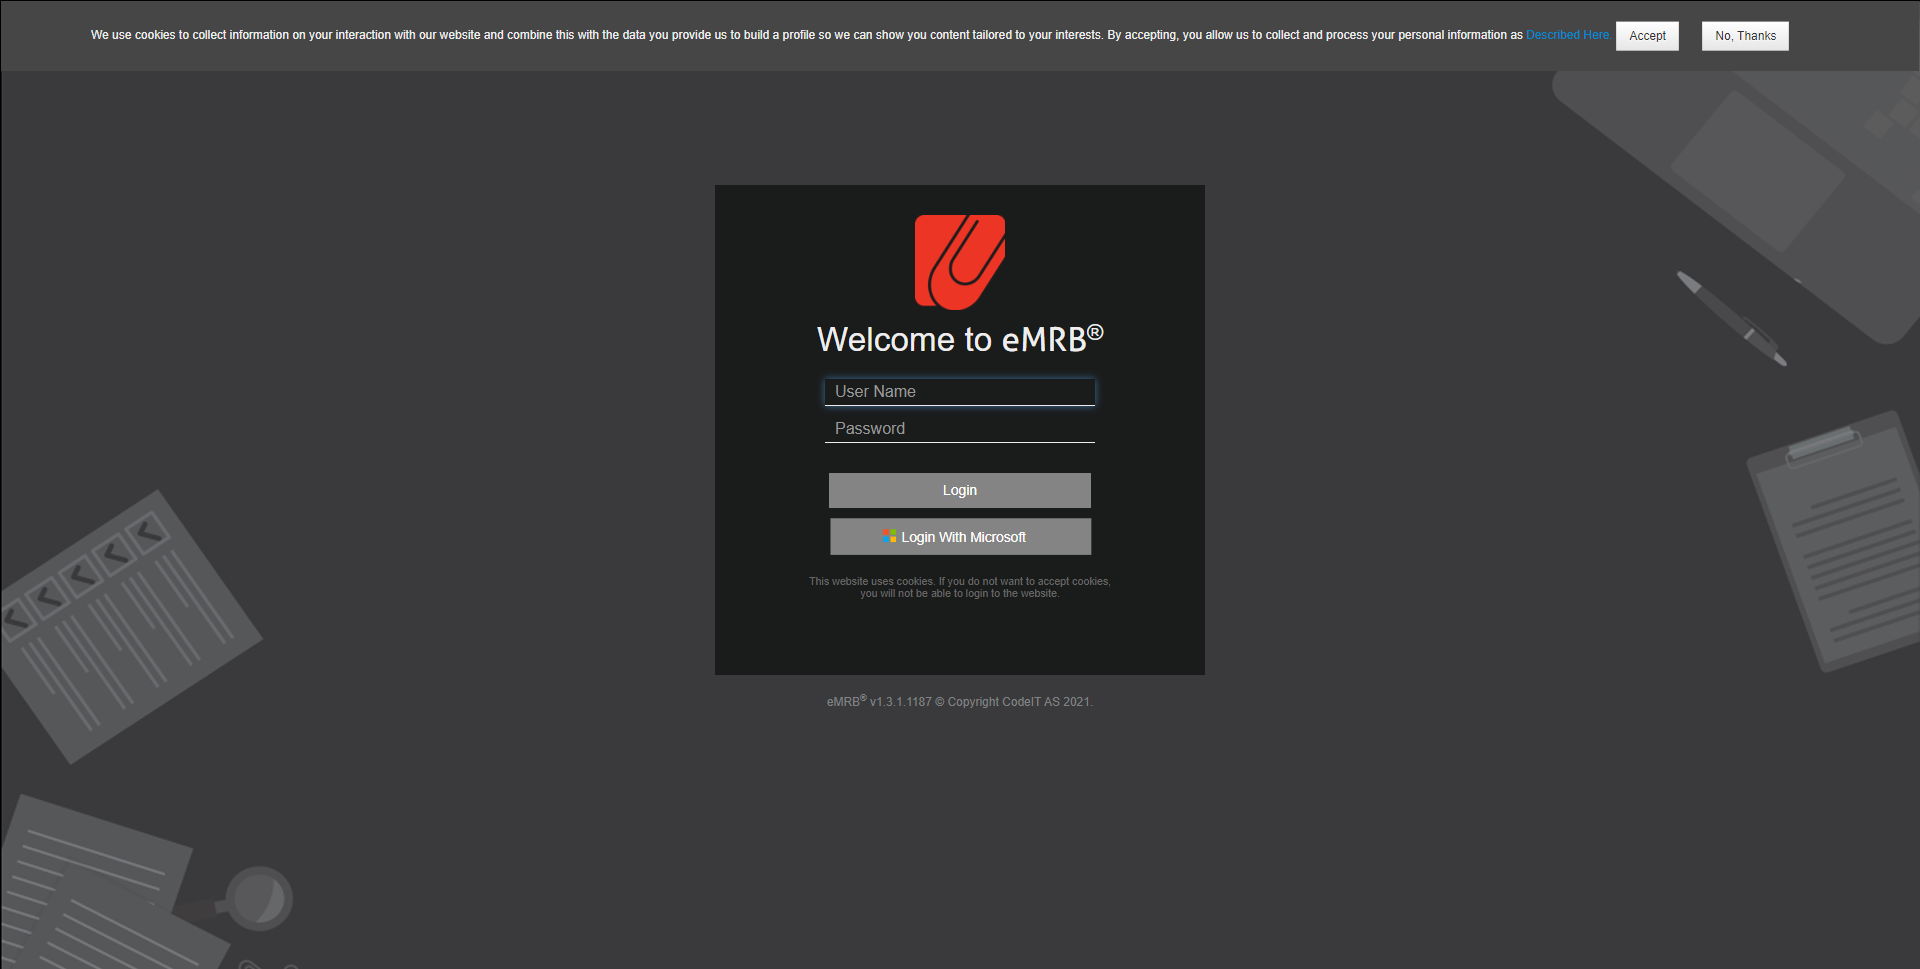 We use cookies to collect information on your interaction with our website and combine this with the data you provide us to build a profile so we can show you content tailored to your interests. By accepting, you allow us to collect and process your personal information as Described Here. Accept No, Thanks
Welcome to eMRB®
User Name
Password
Login
Login With Microsoft
This website uses cookies. If you do not want to accept cookies,
you will not be able to login to the website.
eMRB® v1.3.1.1187 © Copyright CodeIT AS 2021.